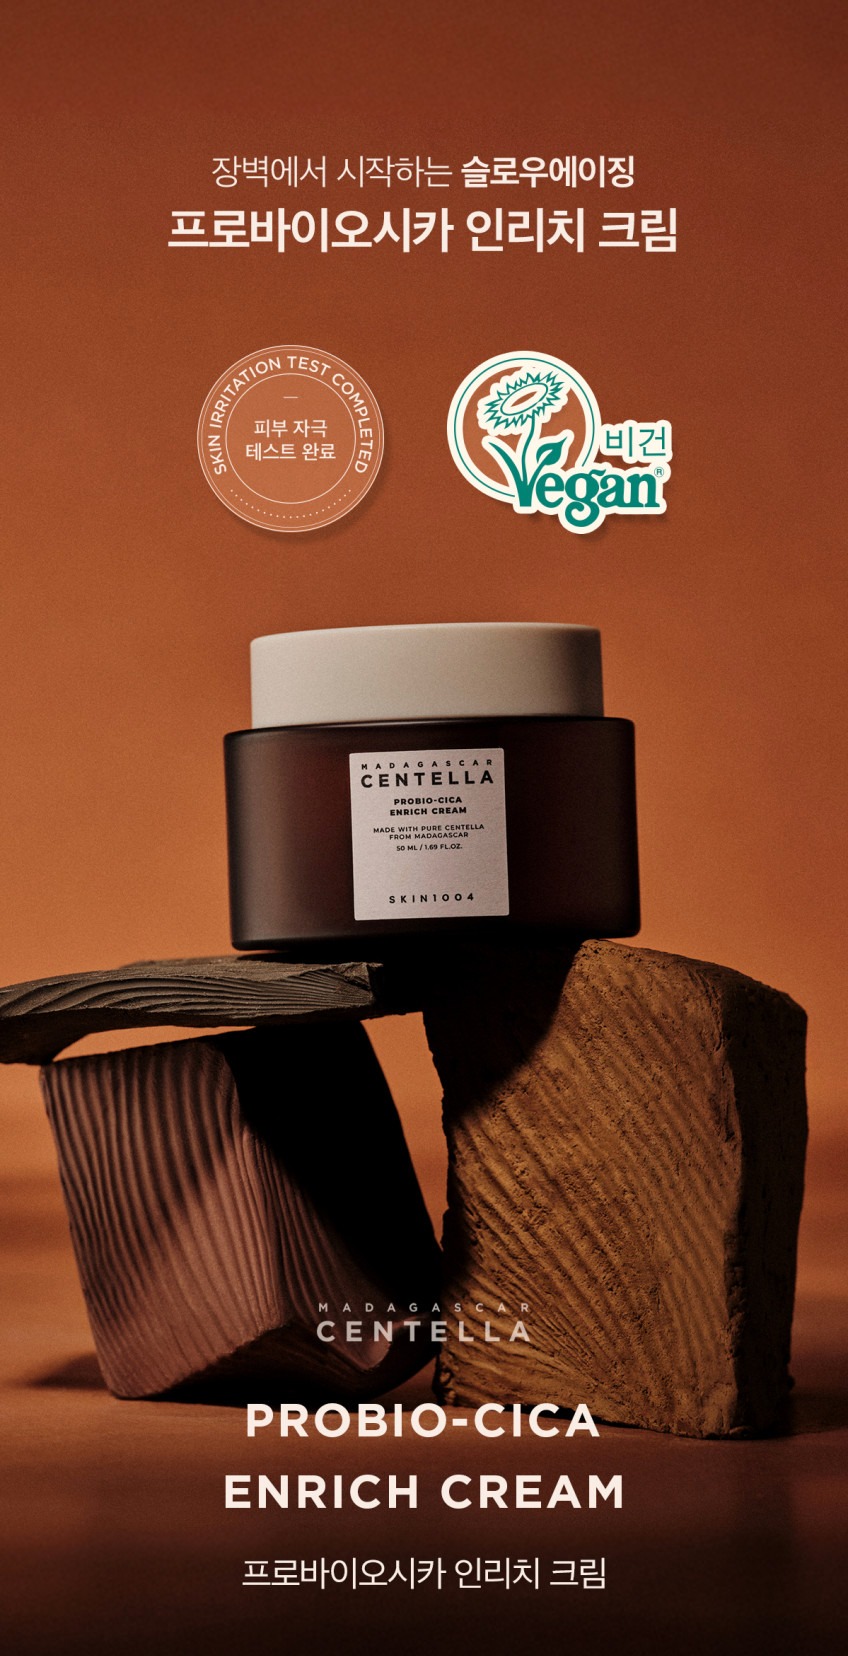 장벽에서 시작하는 슬로우에이징
프로바이오시카 인리치 크림
SKIN IRRITATION TEST COMPLETED
피부 자극
테스트 완료
비건
Vegan®
MADAGASCAR
CENTELLA
PROBIO-CICA
ENRICH CREAM
MADE WITH PURE CENTELLA
FROM MADAGASCAR
50 ML / 1.69 FL.OZ.
SKIN1004
MADAGASCAR
CENTELLA
PROBIO-CICA
ENRICH CREAM
프로바이오시카 인리치 크림